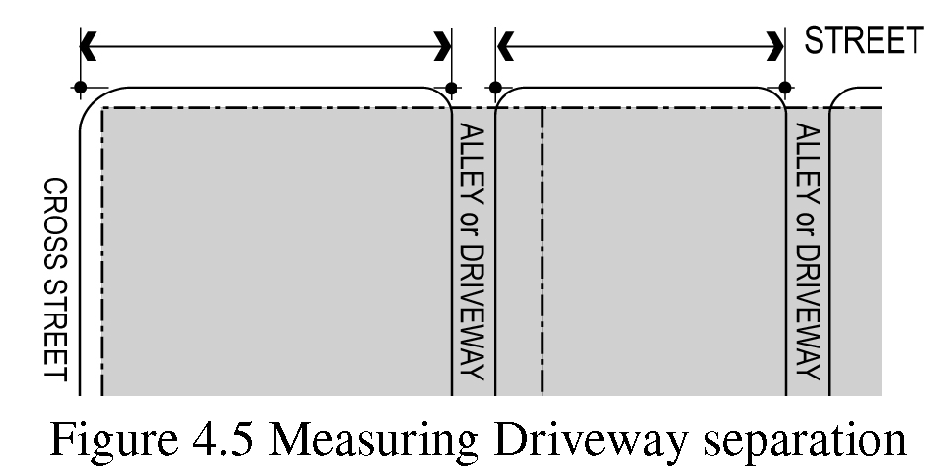 STREET
CROSS STREET
ALLEY or DRIVEWAY
ALLEY or DRIVEWAY
Figure 4.5 Measuring Driveway separation